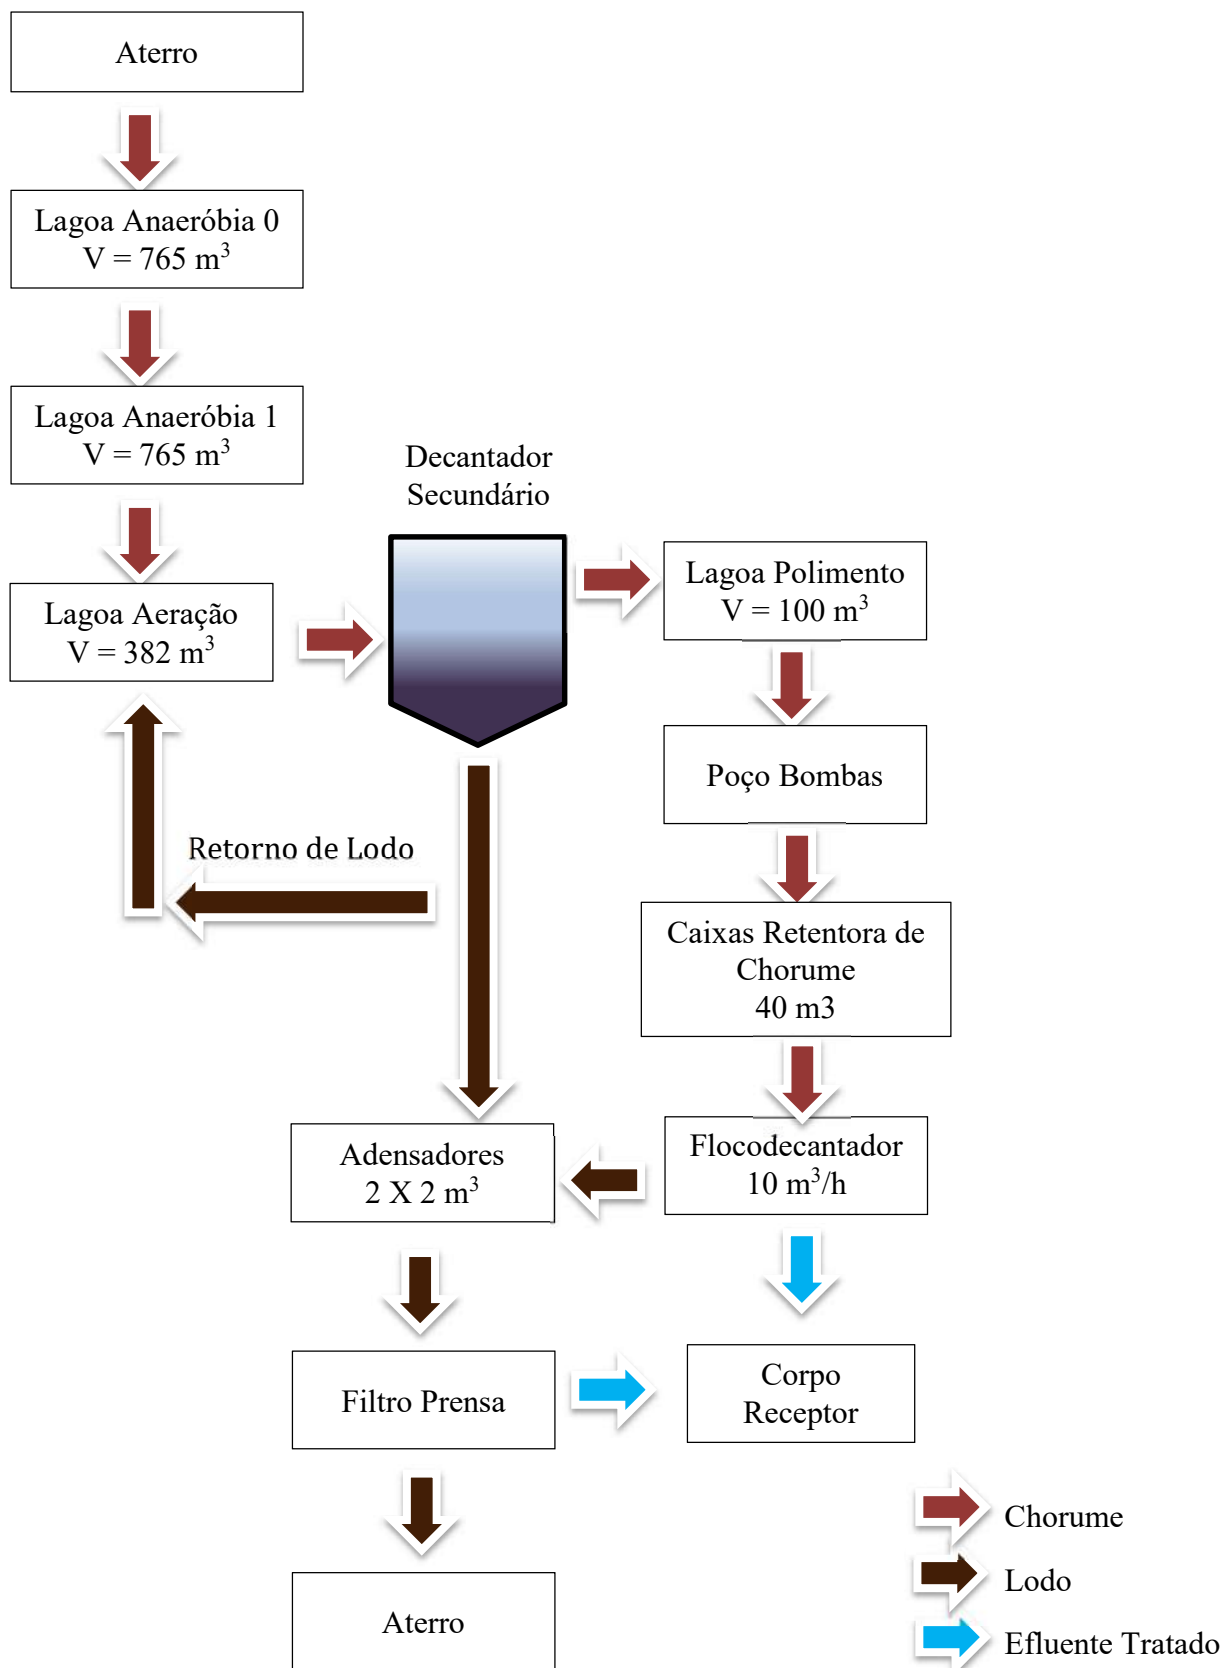 Aterro
Lagoa Anaeróbia 0
V = 765 m³
Lagoa Anaeróbia 1
V = 765 m³
Lagoa Aeração
V = 382 m³
Decantador
Secundário
Lagoa Polimento
V = 100 m³
Poço Bombas
Retorno de Lodo
Caixas Retentora de
Chorume
40 m3
Flocodecantador
10 m³/h
Adensadores
2 X 2 m³
Filtro Prensa
Corpo
Receptor
Aterro
Chorume
Lodo
Efluente Tratado